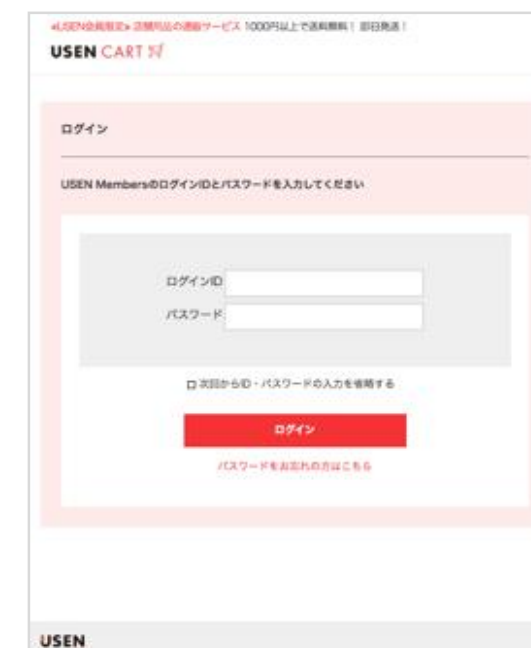 «USEN会員限定» 店舗用品の通販サービス 1000円以上で送料無料! 即日発送!
USEN CART
ログイン
USEN MembersのログインIDとパスワードを入力してください
ログインID
パスワード
次回からID・パスワードの入力を省略する
ログイン
パスワードをお忘れの方はこちら
USEN